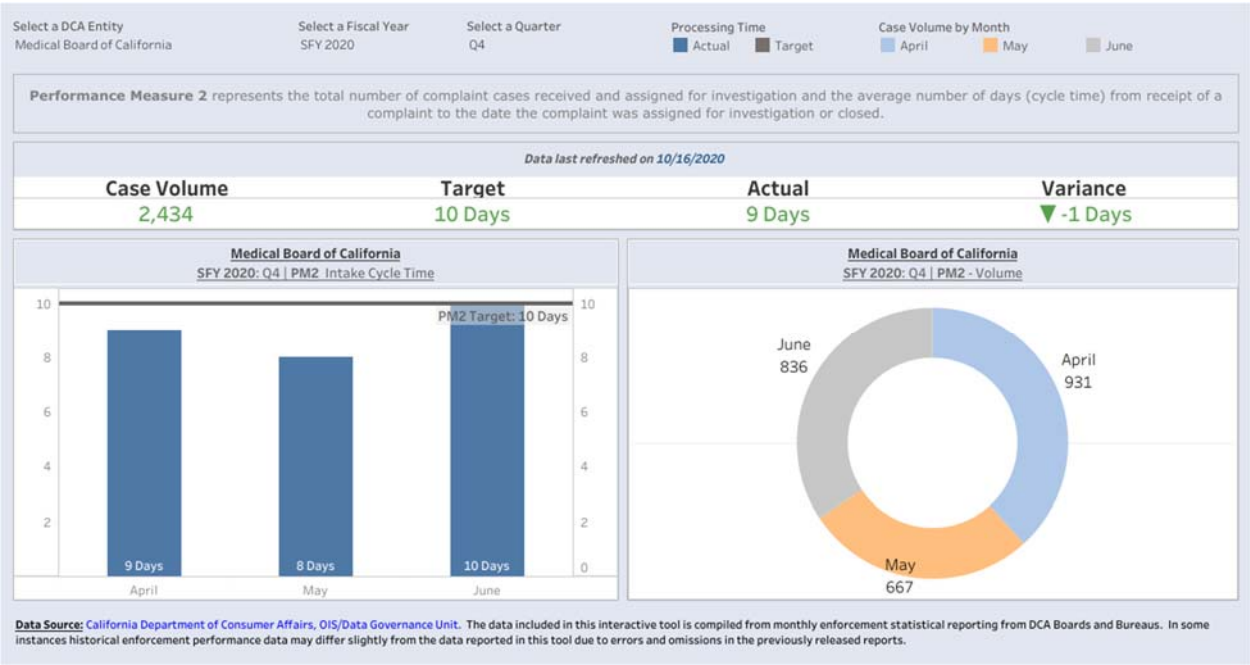 Select a DCA Entity
Medical Board of California
Select a Fiscal Year
SFY 2020
Select a Quarter
Q4
Processing Time
Actual Target
Case Volume by Month
April May June
Performance Measure 2 represents the total number of complaint cases received and assigned for investigation and the average number of days (cycle time) from receipt of a
complaint to the date the complaint was assigned for investigation or closed.
Data last refreshed on 10/16/2020
Case Volume Target Actual Variance
2,434 10 Days 9 Days ▼ -1 Days
Medical Board of California
SFY 2020: Q4 | PM2 Intake Cycle Time
10
8
6
4
2
PM2 Target: 10 Days
10
8
6
4
2
0
9 Days 8 Days 10 Days
April May June
Medical Board of California
SFY 2020: Q4 | PM2 - Volume
June
836
April
931
May
667
Data Source: California Department of Consumer Affairs, OIS/Data Governance Unit. The data included in this interactive tool is compiled from monthly enforcement statistical reporting from DCA Boards and Bureaus. In some
instances historical enforcement performance data may differ slightly from the data reported in this tool due to errors and omissions in the previously released reports.